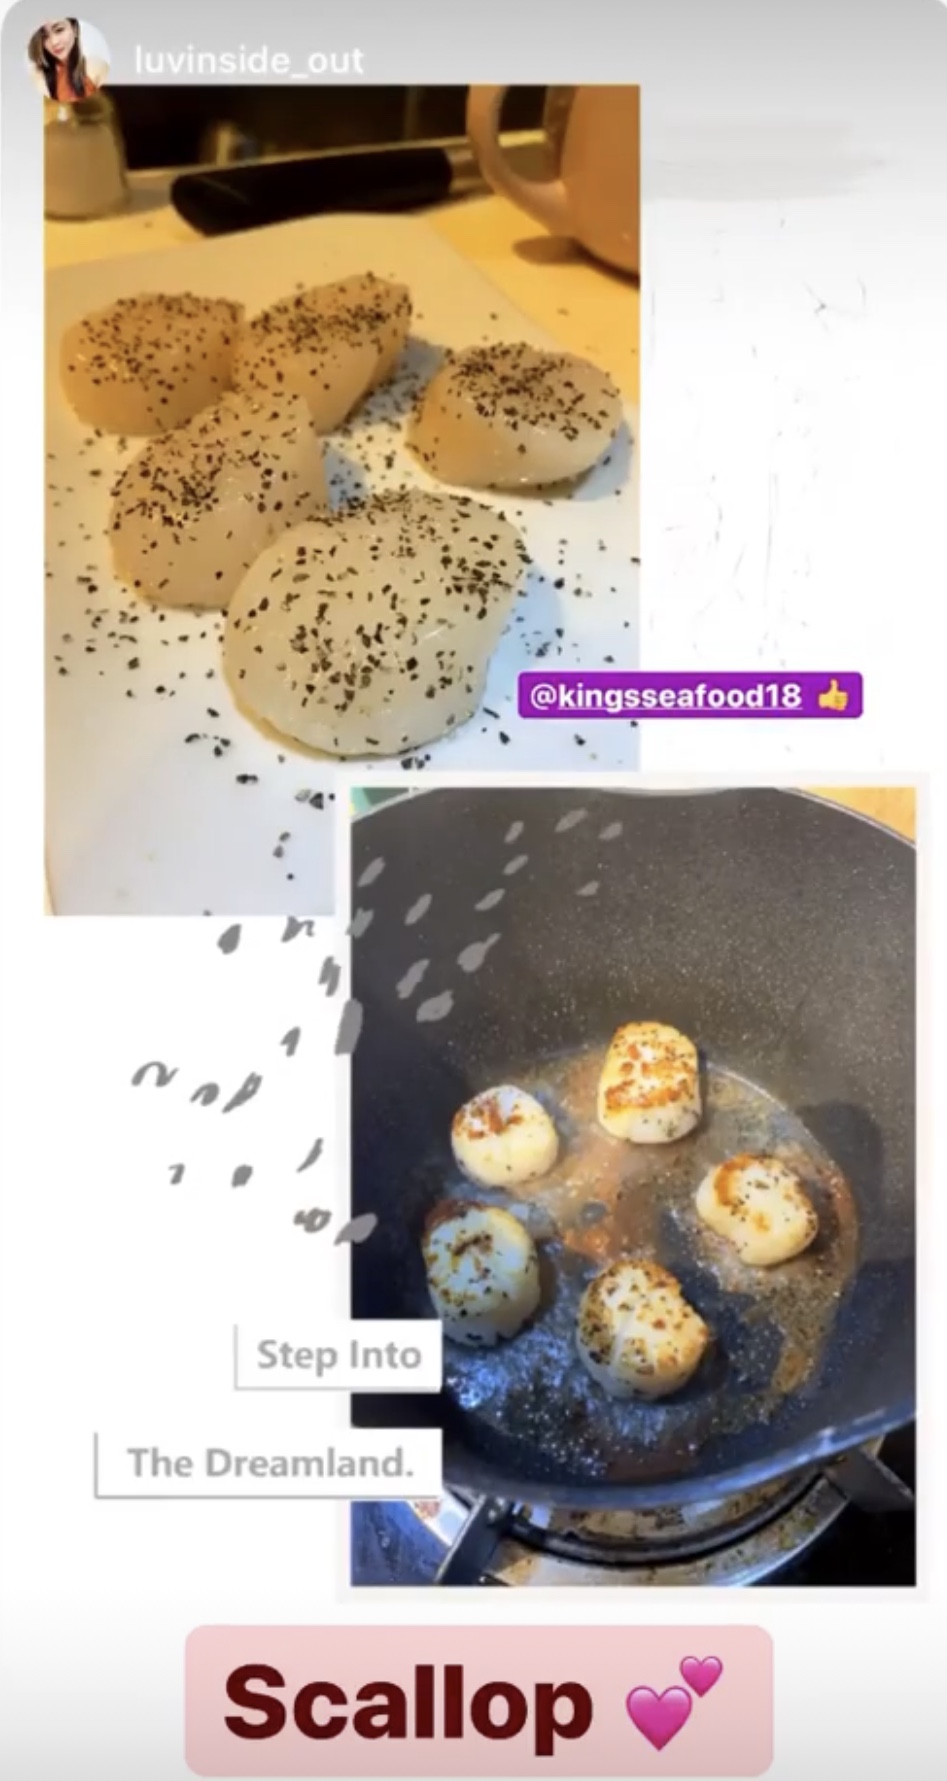 luvinside_out
@kingsseafood18 👍
Step Into
The Dreamland.
Scallop 💕